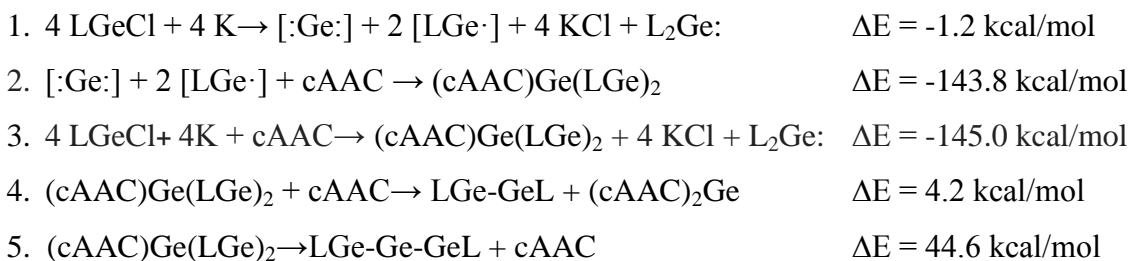 1. 4 LGeCl + 4 K→ [:Ge:] + 2 [LGe·] + 4 KCl + L₂Ge: ΔE = -1.2 kcal/mol
2. [:Ge:] + 2 [LGe·] + cAAC → (cAAC)Ge(LGe)₂ ΔE = -143.8 kcal/mol
3. 4 LGeCl+ 4K + cAAC→ (cAAC)Ge(LGe)₂ + 4 KCl + L₂Ge: ΔE = -145.0 kcal/mol
4. (cAAC)Ge(LGe)₂ + cAAC→ LGe-GeL + (cAAC)₂Ge ΔE = 4.2 kcal/mol
5. (cAAC)Ge(LGe)₂→LGe-Ge-GeL + cAAC ΔE = 44.6 kcal/mol